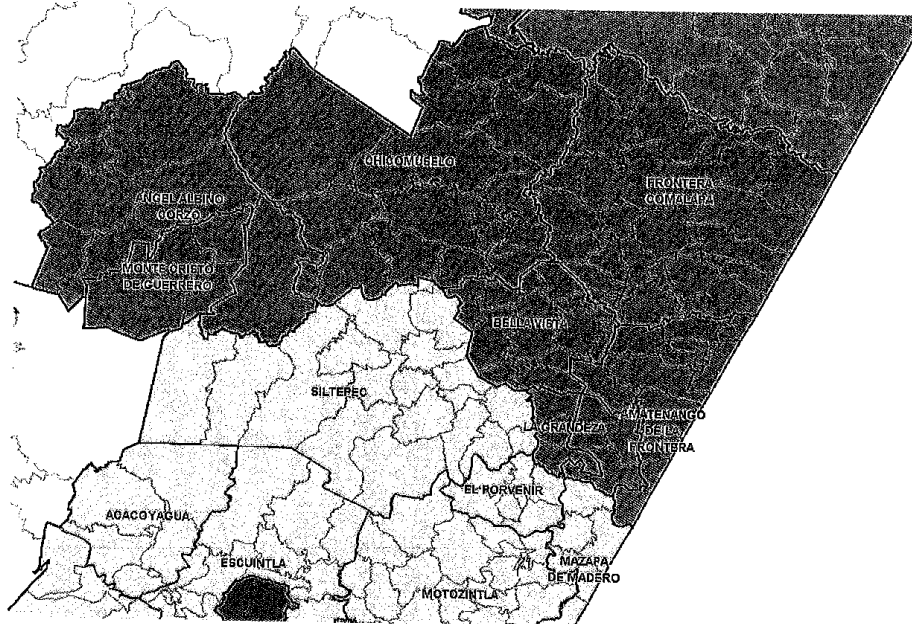 CHICOMUSELO
FRONTERA
COMALAPA
ANGEL ALBINO
CORZO
MONTE CRISTO
DE GUERRERO
BELLA VISTA
SILTEPEC
LA GRANDEZA
AMATENANGO
DE LA
FRONTERA
EL PORVENIR
ACACOYAGUA
ESCUINTLA
MAZAPA
DE MADERO
MOTOZINTLA